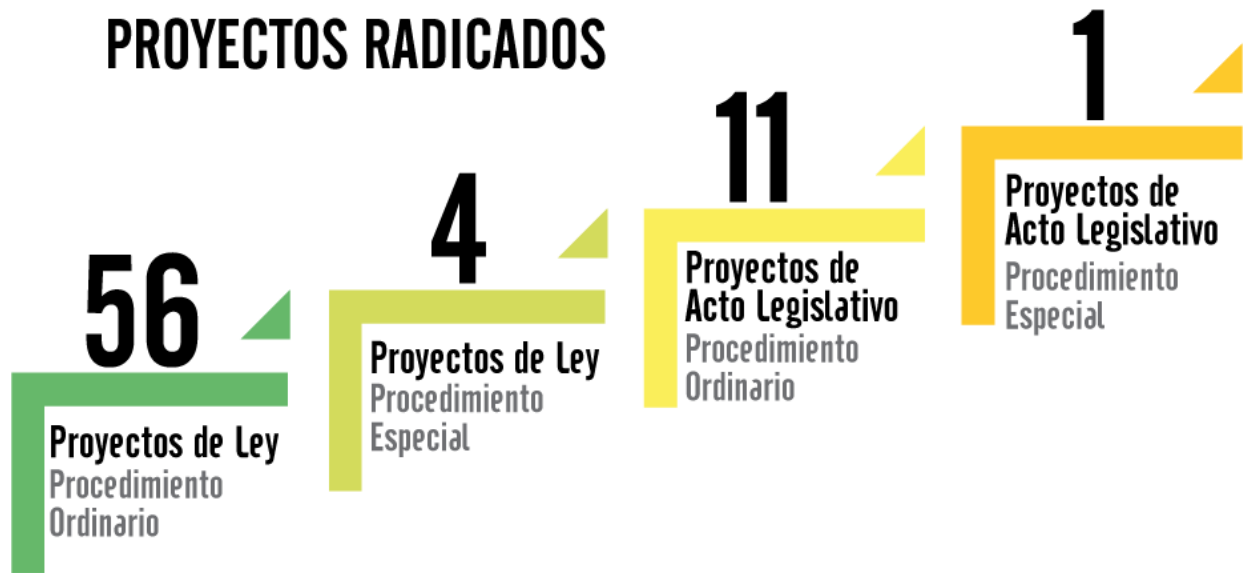 PROYECTOS RADICADOS
56
Proyectos de Ley
Procedimiento
Ordinario
4
Proyectos de Ley
Procedimiento
Especial
11
Proyectos de
Acto Legislativo
Procedimiento
Ordinario
1
Proyectos de
Acto Legislativo
Procedimiento
Especial